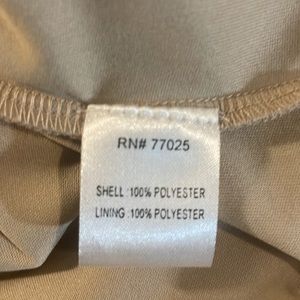 RN# 77025
SHELL :100% POLYESTER
LINING :100% POLYESTER